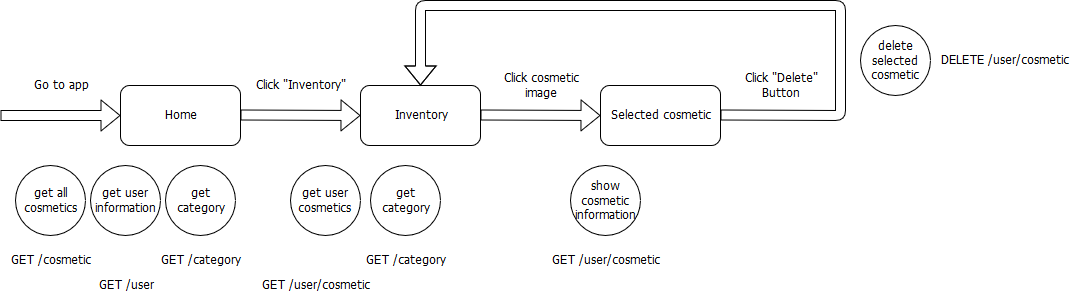 delete
selected
cosmetic
DELETE /user/cosmetic
Go to app
Click "Inventory"
Click cosmetic
image
Click "Delete"
Button
Home
Inventory
Selected cosmetic
get all
cosmetics
get user
information
get
category
get user
cosmetics
get
category
show
cosmetic
information
GET /cosmetic
GET /category
GET /category
GET /user/cosmetic
GET /user
GET /user/cosmetic